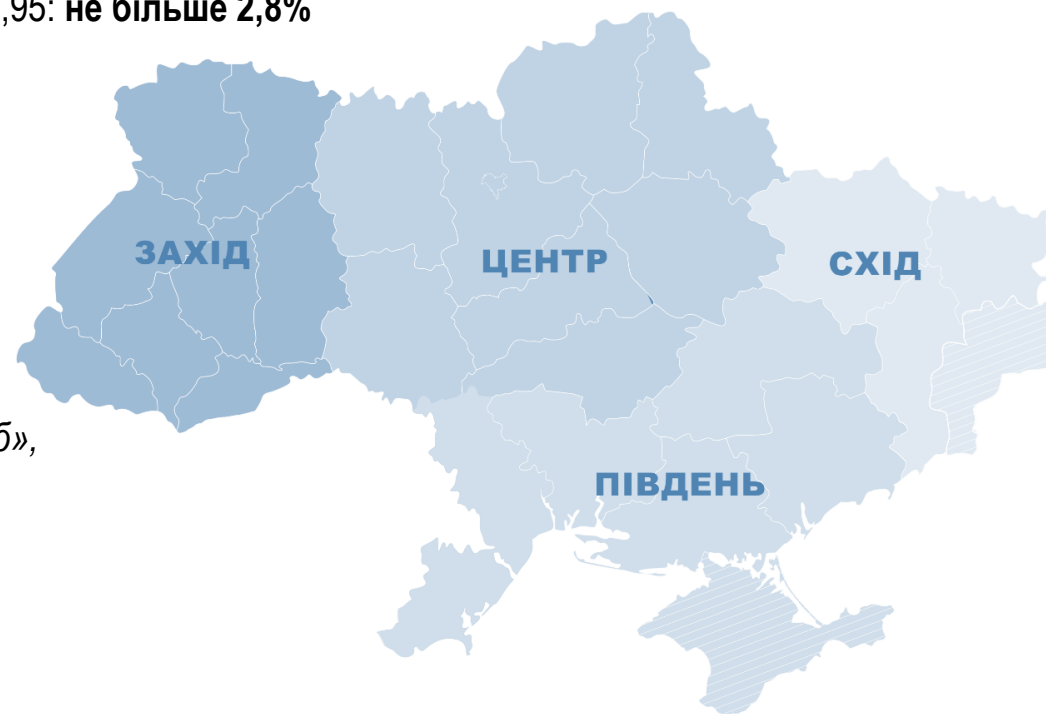 ,95: не більше 2,8%
ЗАХІД
ЦЕНТР
СХІД
б»,
ПІВДЕНЬ